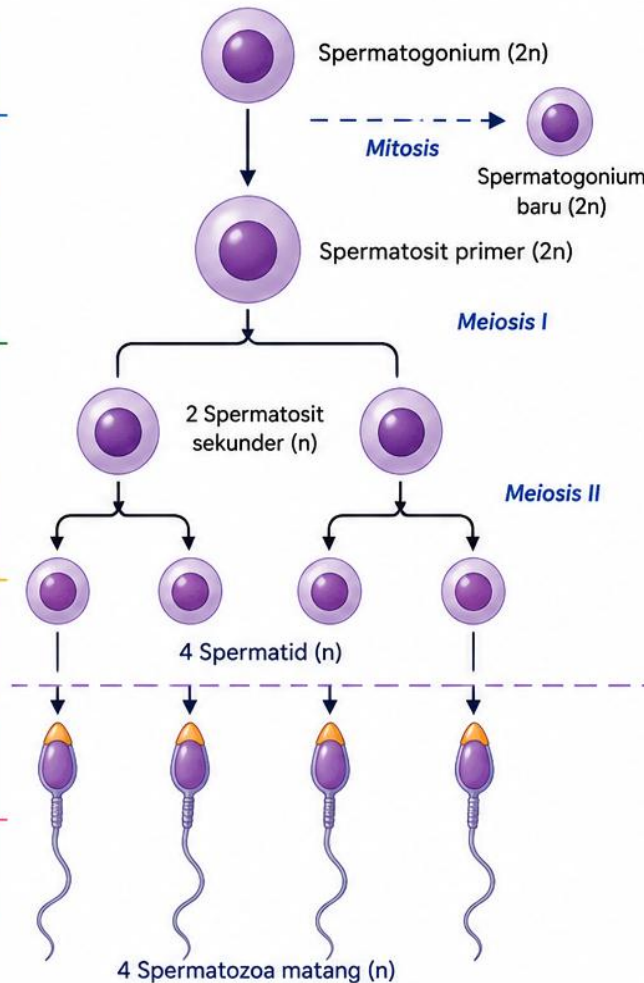 Spermatogonium (2n)
Mitosis
Spermatogonium
baru (2n)
Spermatosit primer (2n)
Meiosis I
2 Spermatosit
sekunder (n)
Meiosis II
4 Spermatid (n)
4 Spermatozoa matang (n)